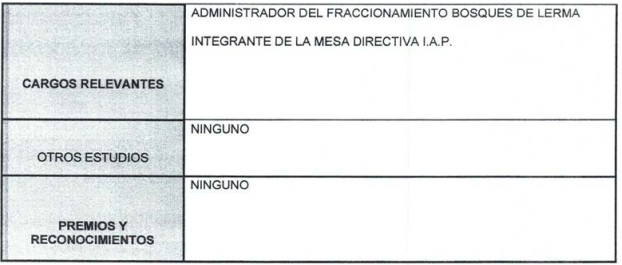 ADMINISTRADOR DEL FRACCIONAMIENTO BOSQUES DE LERMA
INTEGRANTE DE LA MESA DIRECTIVA I.A.P.
CARGOS RELEVANTES
NINGUNO
OTROS ESTUDIOS
NINGUNO
PREMIOS Y
RECONOCIMIENTOS